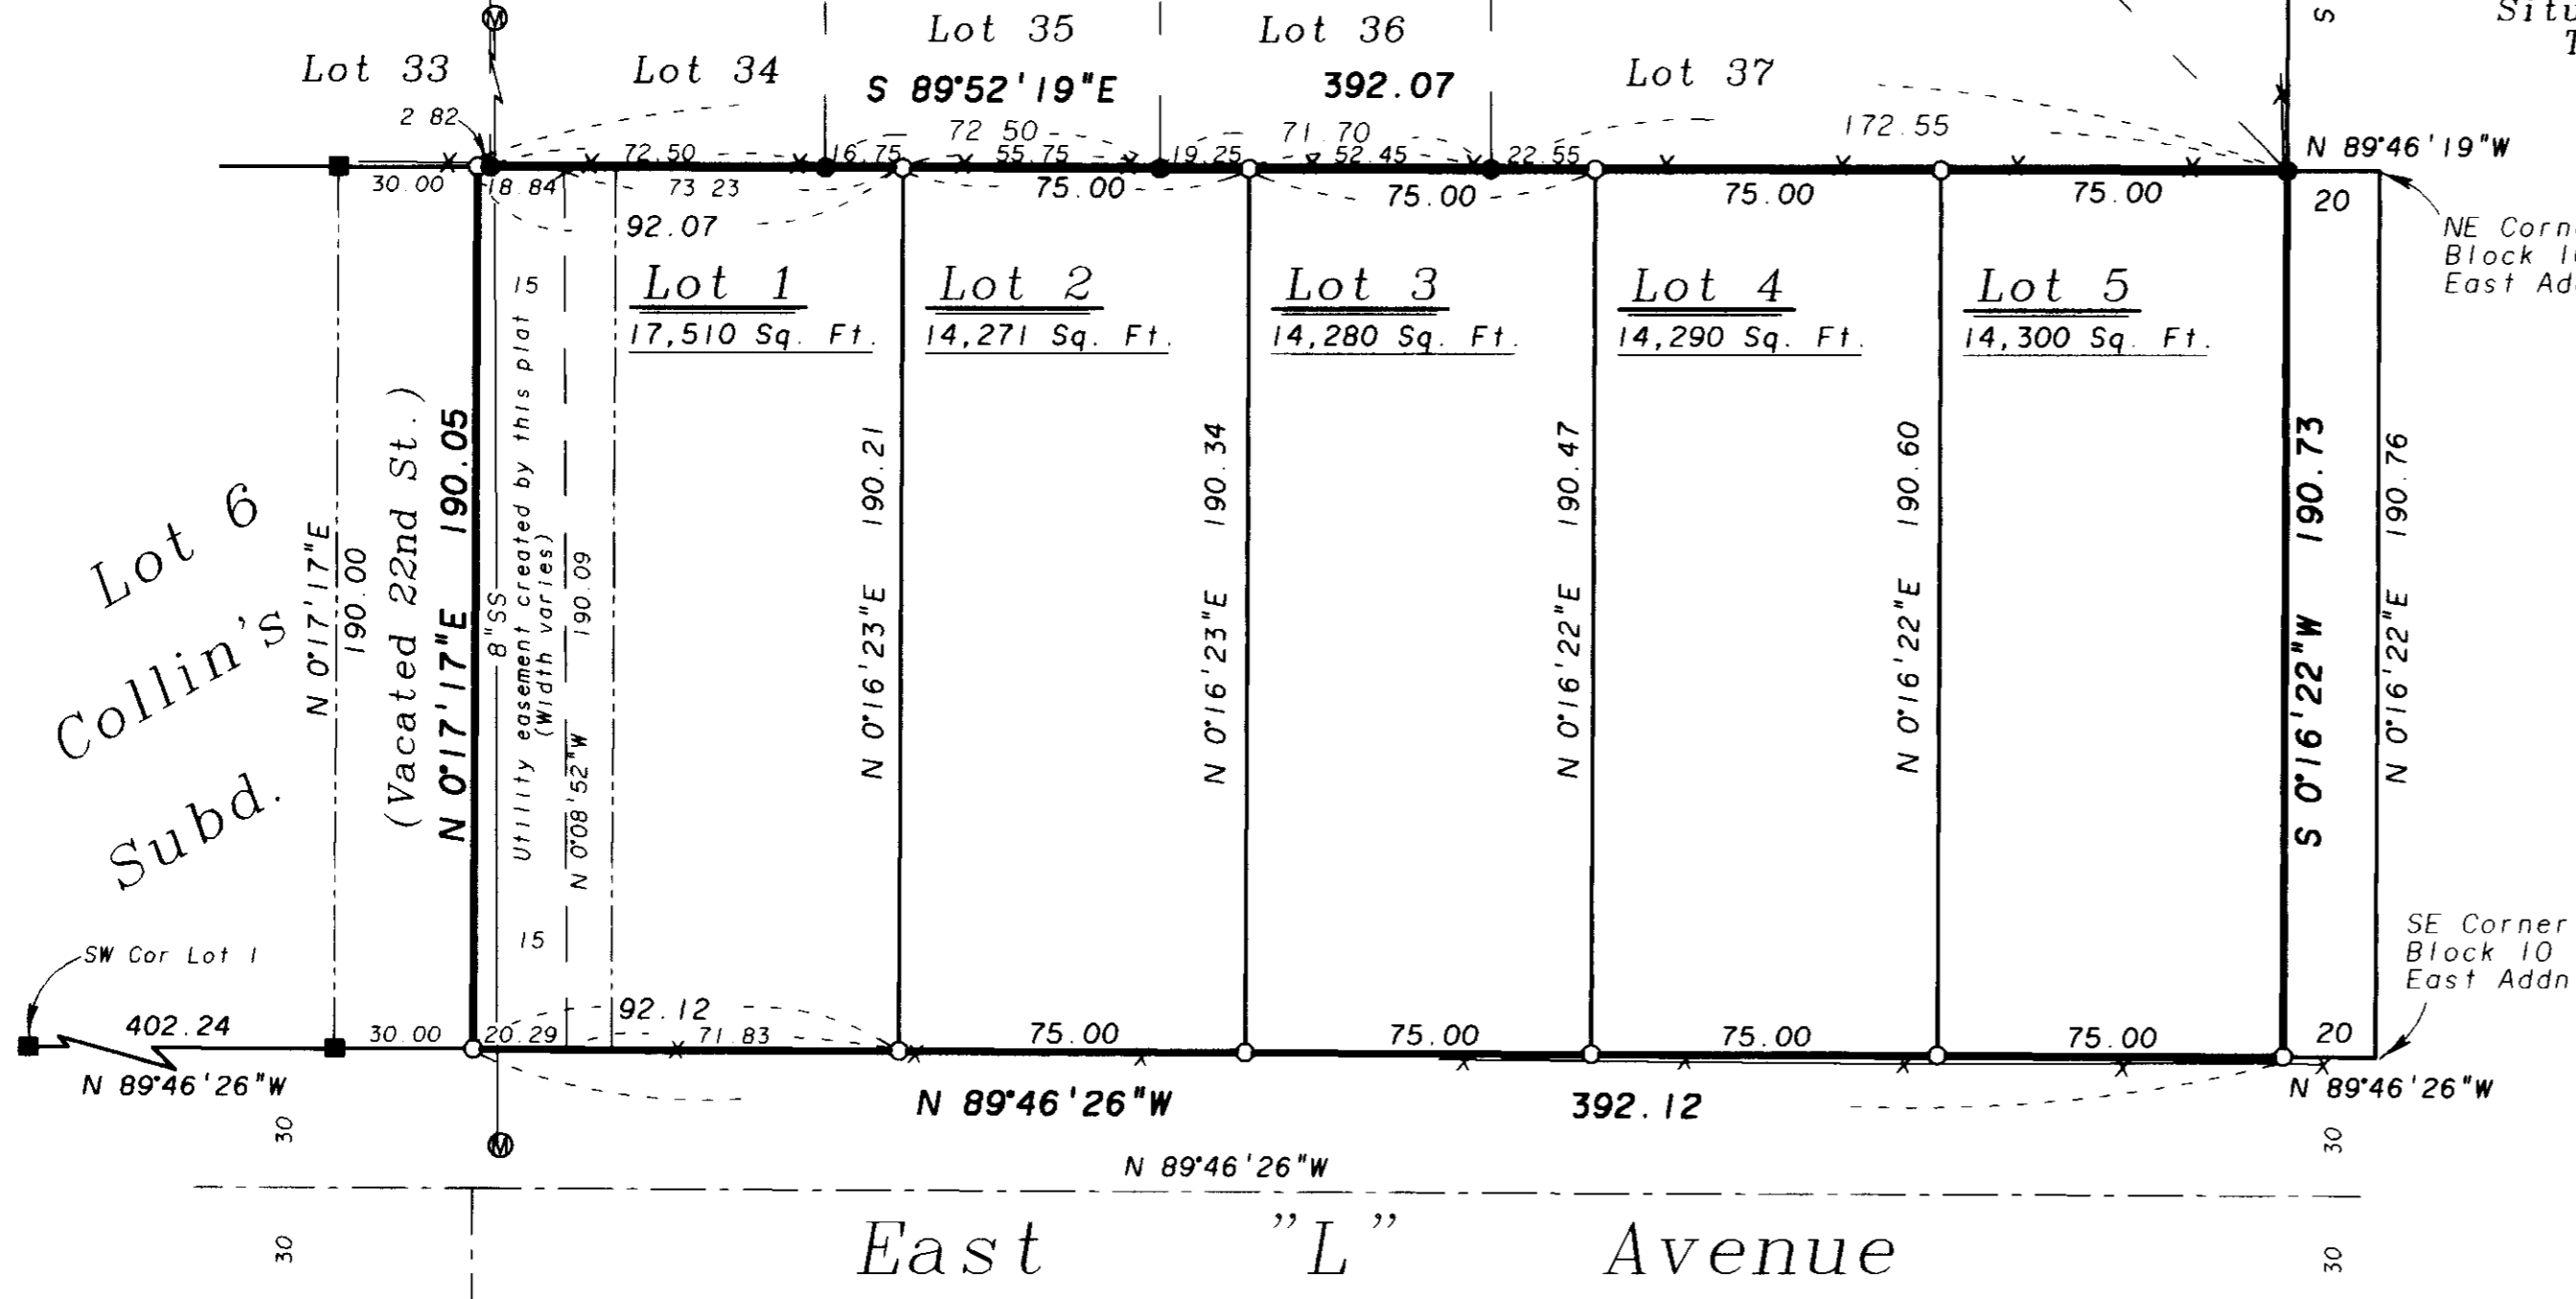 Lot 33
Lot 34
Lot 35
Lot 36
Lot 37
S
Situ
S 89°52'19"E
392.07
2 82
72 50
71.70
172.55
N 89°46'19"W
72.50
16.75
55.75
19.25
52.45
22.55
30.00
18.84
73 23
75.00
75.00
75.00
75.00
20
92.07
NE Corn
Block 10
East Ad
Lot 1
17,510 Sq. Ft.
Lot 2
14,271 Sq. Ft.
Lot 3
14,280 Sq. Ft.
Lot 4
14,290 Sq. Ft.
Lot 5
14,300 Sq Ft.
Lot 6
Collin's
Subd.
N 0°17'17"E
190.00
(Vacated 22nd St.)
N 0°17'17"E 190.05
8"SS
15
Utility easement created by this plat
(Width varies)
15
N 0°08'52"W 190.09
N 0°16'23"E 190.21
N 0°16'23"E 190.34
N 0°16'22"E 190.47
N 0°16'22"E 190.60
S 0°16'22"W 190.73
N 0°16'22"E 190.76
SW Cor Lot 1
SE Corner
Block 10
East Addn
402.24
30.00
20.29
92.12
71.83
75.00
75.00
75.00
75.00
20
N 89°46'26"W
N 89°46'26"W
392.12
N 89°46'26"W
30
30
N 89°46'26"W
East "L" Avenue
30
30